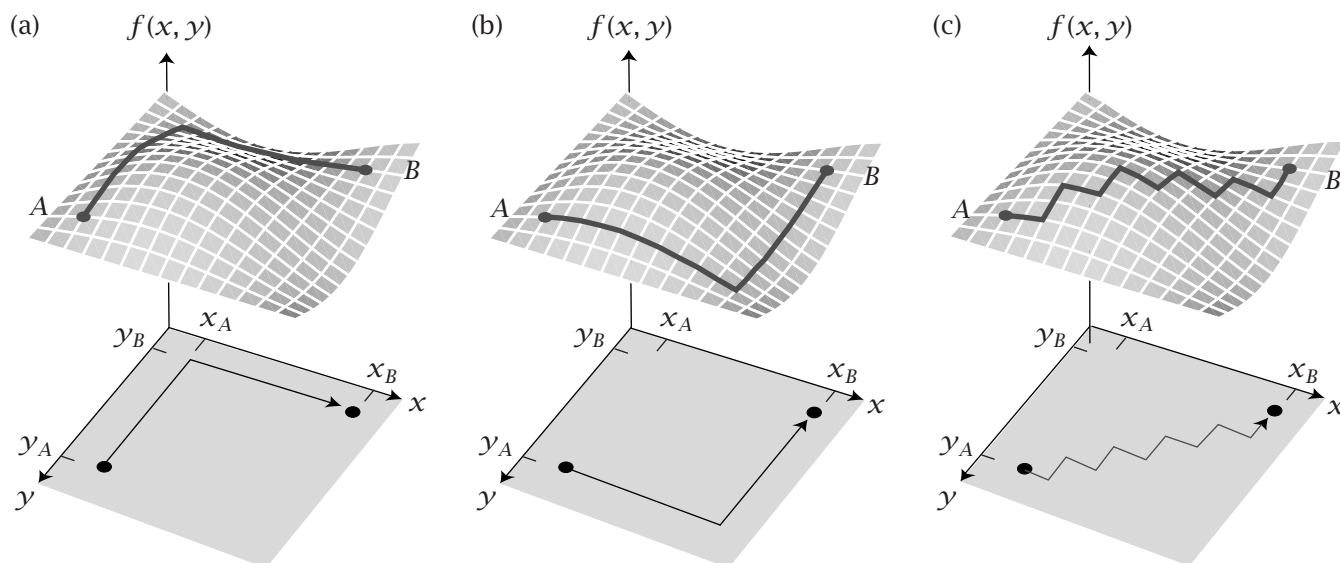 (a)
f(x, y)
A
B
x_A
y_B
x_B
x
y_A
y
(b)
f(x, y)
A
B
x_A
y_B
x_B
x
y_A
y
(c)
f(x, y)
A
B
x_A
y_B
x_B
x
y_A
y